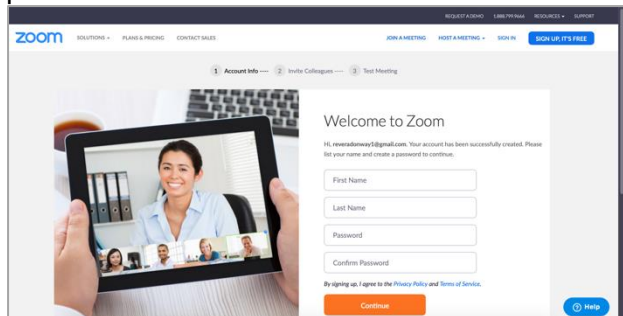 REQUEST A DEMO 1.888.799.9666 RESOURCES SUPPORT
zoom SOLUTIONS PLANS & PRICING CONTACT SALES JOIN A MEETING HOST A MEETING SIGN IN SIGN UP, IT'S FREE
1 Account Info ---- 2 Invite Colleagues ---- 3 Test Meeting
Welcome to Zoom
Hi, reveradonway1@gmail.com. Your account has been successfully created. Please
list your name and create a password to continue.
First Name
Last Name
Password
Confirm Password
By signing up, I agree to the Privacy Policy and Terms of Service.
Continue
Help